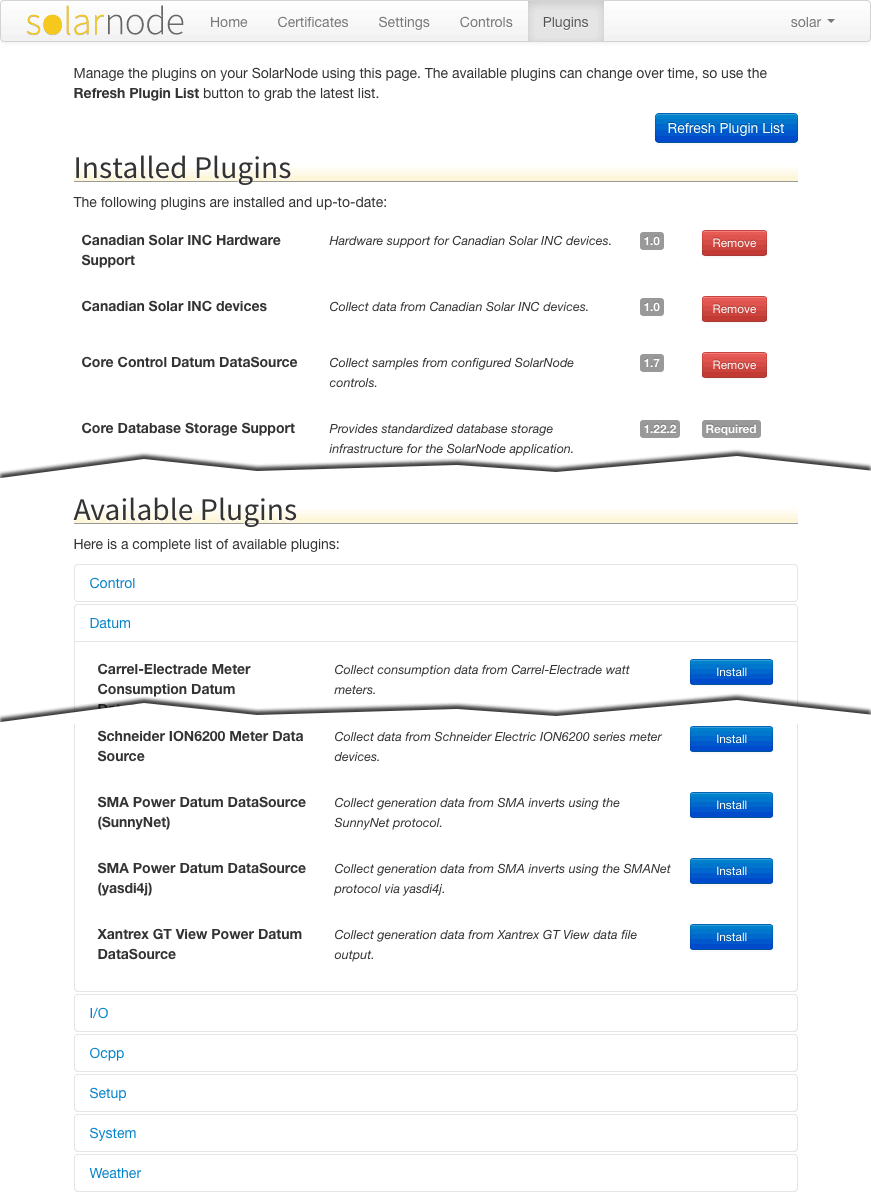 solarnode Home Certificates Settings Controls Plugins solar
Manage the plugins on your SolarNode using this page. The available plugins can change over time, so use the
Refresh Plugin List button to grab the latest list.
Refresh Plugin List
Installed Plugins
The following plugins are installed and up-to-date:
Canadian Solar INC Hardware Hardware support for Canadian Solar INC devices. 1.0 Remove
Support
Canadian Solar INC devices Collect data from Canadian Solar INC devices. 1.0 Remove
Core Control Datum DataSource Collect samples from configured SolarNode 1.7 Remove
controls.
Core Database Storage Support Provides standardized database storage 1.22.2 Required
infrastructure for the SolarNode application.
Available Plugins
Here is a complete list of available plugins:
Control
Datum
Carrel-Electrade Meter Collect consumption data from Carrel-Electrade watt Install
Consumption Datum meters.
Schneider ION6200 Meter Data Collect data from Schneider Electric ION6200 series meter Install
Source devices.
SMA Power Datum DataSource Collect generation data from SMA inverts using the Install
(SunnyNet) SunnyNet protocol.
SMA Power Datum DataSource Collect generation data from SMA inverts using the SMANet Install
(yasdi4j) protocol via yasdi4j.
Xantrex GT View Power Datum Collect generation data from Xantrex GT View data file Install
DataSource output.
I/O
Ocpp
Setup
System
Weather